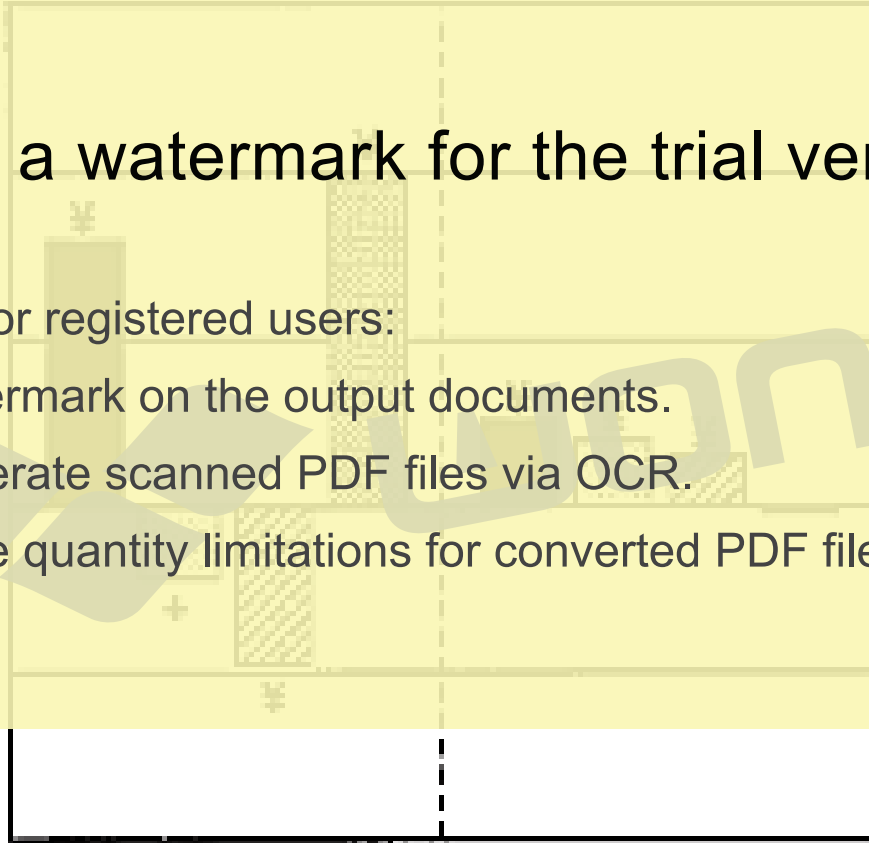 a watermark for the trial ver
or registered users:
ermark on the output documents.
erate scanned PDF files via OCR.
e quantity limitations for converted PDF file